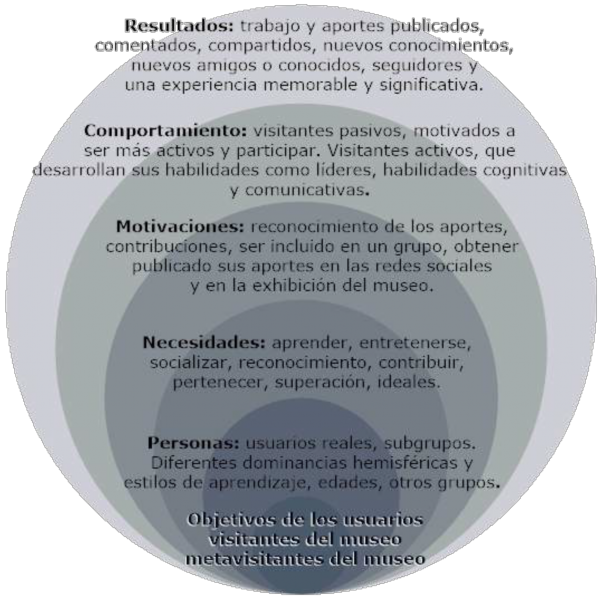 Resultados: trabajo y aportes publicados,
comentados, compartidos, nuevos conocimientos,
nuevos amigos o conocidos, seguidores y
una experiencia memorable y significativa.
Comportamiento: visitantes pasivos, motivados a
ser más activos y participar. Visitantes activos, que
desarrollan sus habilidades como líderes, habilidades cognitivas
y comunicativas.
Motivaciones: reconocimiento de los aportes,
contribuciones, ser incluido en un grupo, obtener
publicado sus aportes en las redes sociales
y en la exhibición del museo.
Necesidades: aprender, entretenerse,
socializar, reconocimiento, contribuir,
pertenecer, superación, ideales.
Personas: usuarios reales, subgrupos.
Diferentes dominancias hemisféricas y
estilos de aprendizaje, edades, otros grupos.
Objetivos de los usuarios
visitantes del museo
metavisitantes del museo